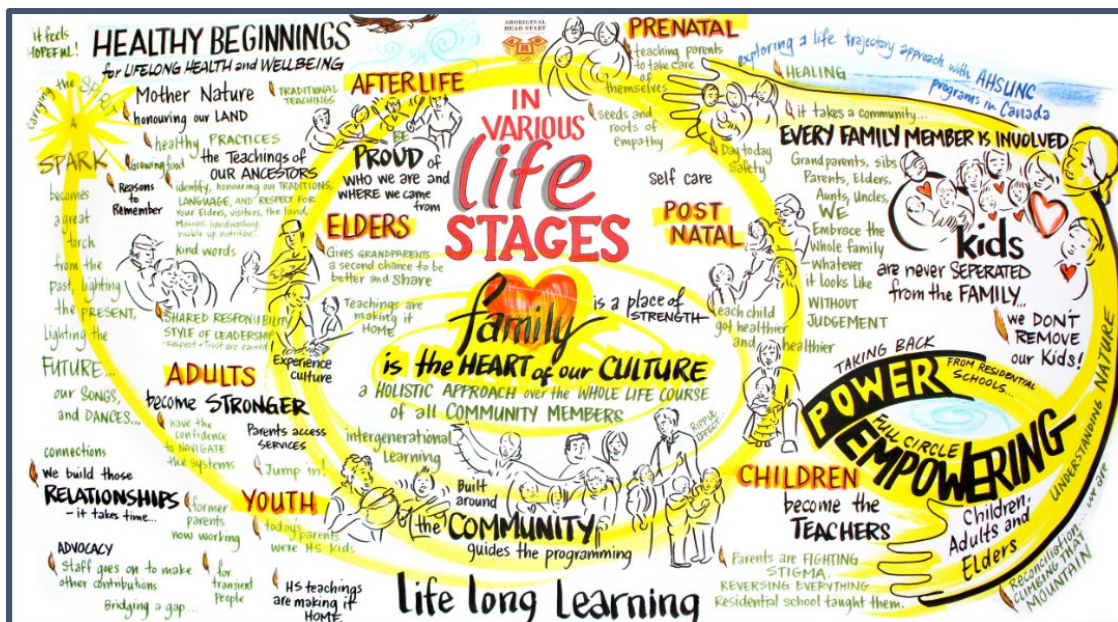 it feels
HOPEFUL!
HEALTHY BEGINNINGS
for LIFELONG HEALTH and WELLBEING
ABORIGINAL
HEAD START
IN
VARIOUS
life
STAGES
family
is the HEART of our CULTURE
a HOLISTIC APPROACH over the WHOLE LIFE COURSE
of all COMMUNITY MEMBERS
is a place of
STRENGTH
exploring a life trajectory approach with AHSUNC
programs in Canada
carrying the SPIRIT
A
SPARK
becomes
a great
torch
from the
past, lighting
the PRESENT,
Lighting the
FUTURE...
our SONGS,
and DANCES...
Mother Nature
honouring our LAND
TRADITIONAL
TEACHINGS
healthy PRACTICES
Growing food
the Teachings of
OUR ANCESTORS
Reasons
to
Remember
identify, honouring our TRADITIONS,
LANGUAGE, AND RESPECT FOR
Your Elders, visitors, the land,
Manners, handwashing,
buckle up, nutrition
kind words
SHARED RESPONSIBILITY
STYLE OF LEADERSHIP
Respect + Trust are earned
AFTERLIFE
BE
PROUD of
WHO we are and
WHERE we came
from
ELDERS
Gives GRANDPARENTS
a second chance to be
better and Share
Teachings are
making it
HOME
Experience
culture
ADULTS
become STRONGER
have the
confidence
to NAVIGATE
the systems
Parents access
SERVICES
Jump in!
connections
We build those
RELATIONSHIPS
- it takes time...
former
parents
now working
ADVOCACY
Staff goes on to make
other contributions
Bridging a gap...
for
transient
people
YOUTH
today's
parents
were HS kids
HS teachings
are making it
HOME
intergenerational
Learning
Built
around
the COMMUNITY
guides the programming
RIPPLE
EFFECT...
life long Learning
PRENATAL
teaching parents
to take care
of
themselves
seeds and
roots of
empathy
Day to day
Safety
self care
POST
NATAL
each child
got healthier
and healthier
HEALING
it takes a community...
EVERY FAMILY MEMBER IS INVOLVED
Grandparents, sibs
Parents, Elders,
Aunts, Uncles,
WE
Embrace the
Whole family
Whatever
it looks like
WITHOUT
JUDGEMENT
kids
are never SEPERATED
from the FAMILY...
we DON'T
REMOVE
our Kids!
TAKING BACK
POWER
FROM RESIDENTIAL
SCHOOLS...
FULL CIRCLE
EMPOWERING
Children,
Adults and
Elders
CHILDREN
become the
TEACHERS
Parents are FIGHTING
STIGMA,
REVERSING EVERYTHING
Residential school taught them.
UNDERSTANDING NATURE
Reconciliation... we are
CLIMBING THAT
MOUNTAIN